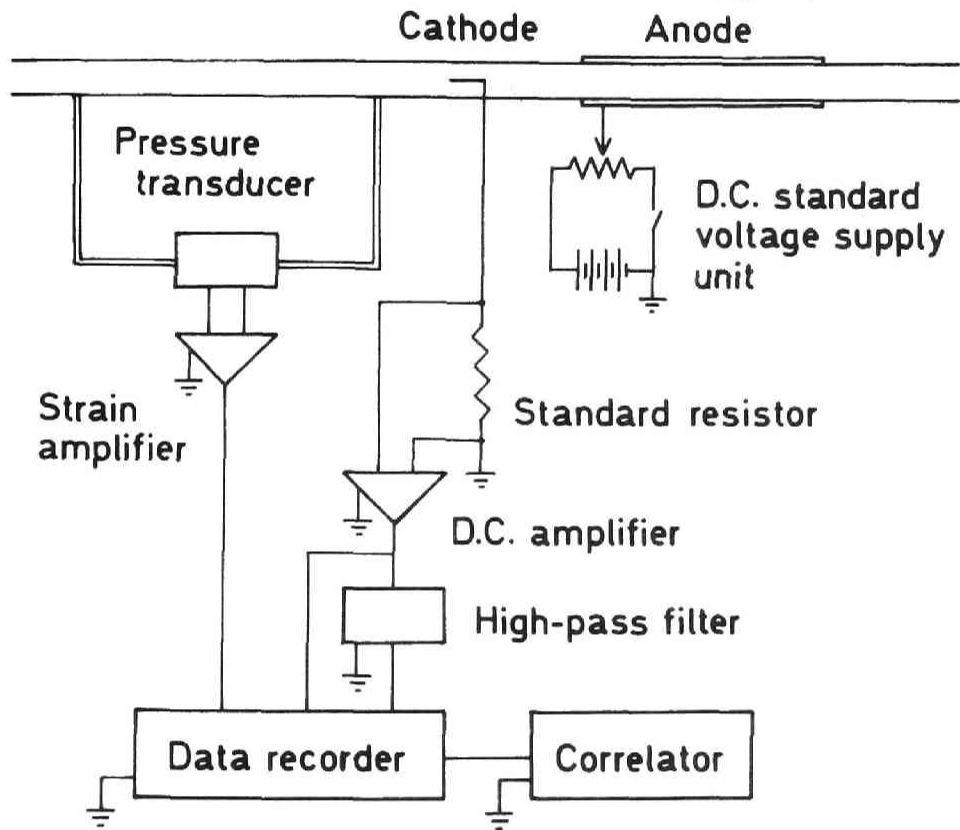 Cathode
Anode
Pressure
transducer
D.C. standard
voltage supply
unit
Strain
amplifier
Standard resistor
D.C. amplifier
High-pass filter
Data recorder
Correlator